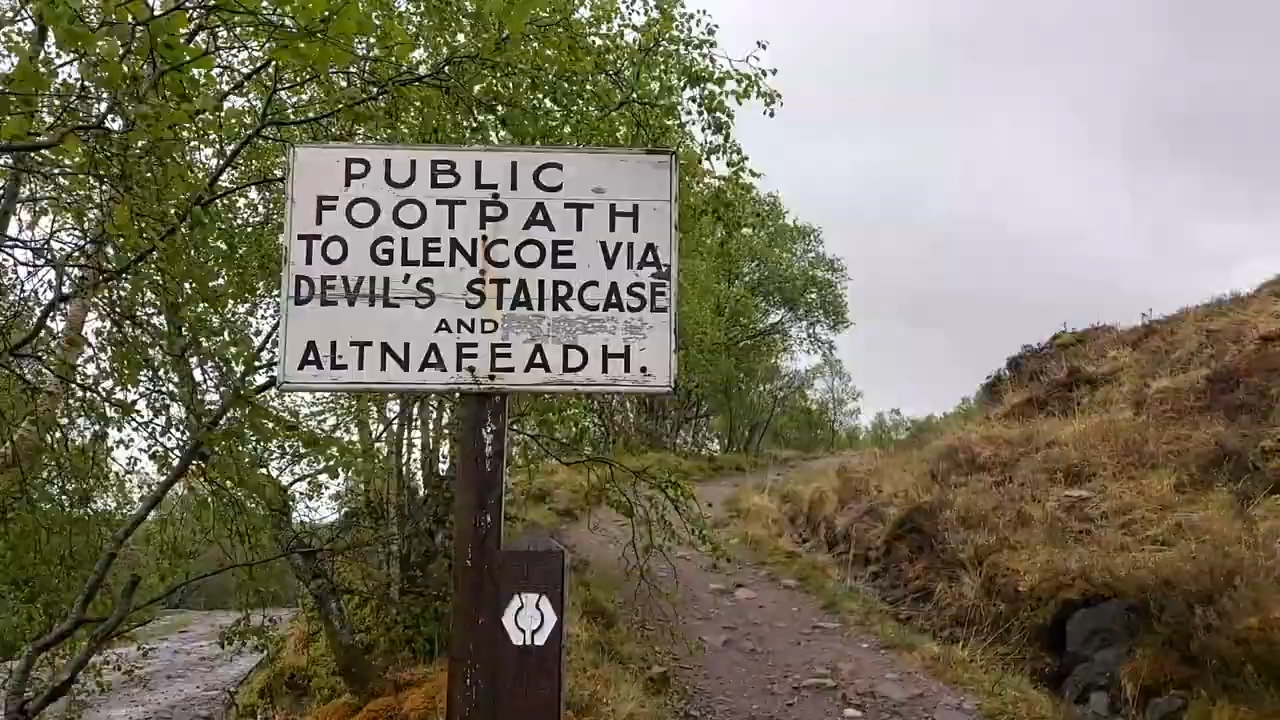 PUBLIC
FOOTPATH
TO GLENCOE VIA
DEVIL'S STAIRCASE
AND
ALTNAFEADH.